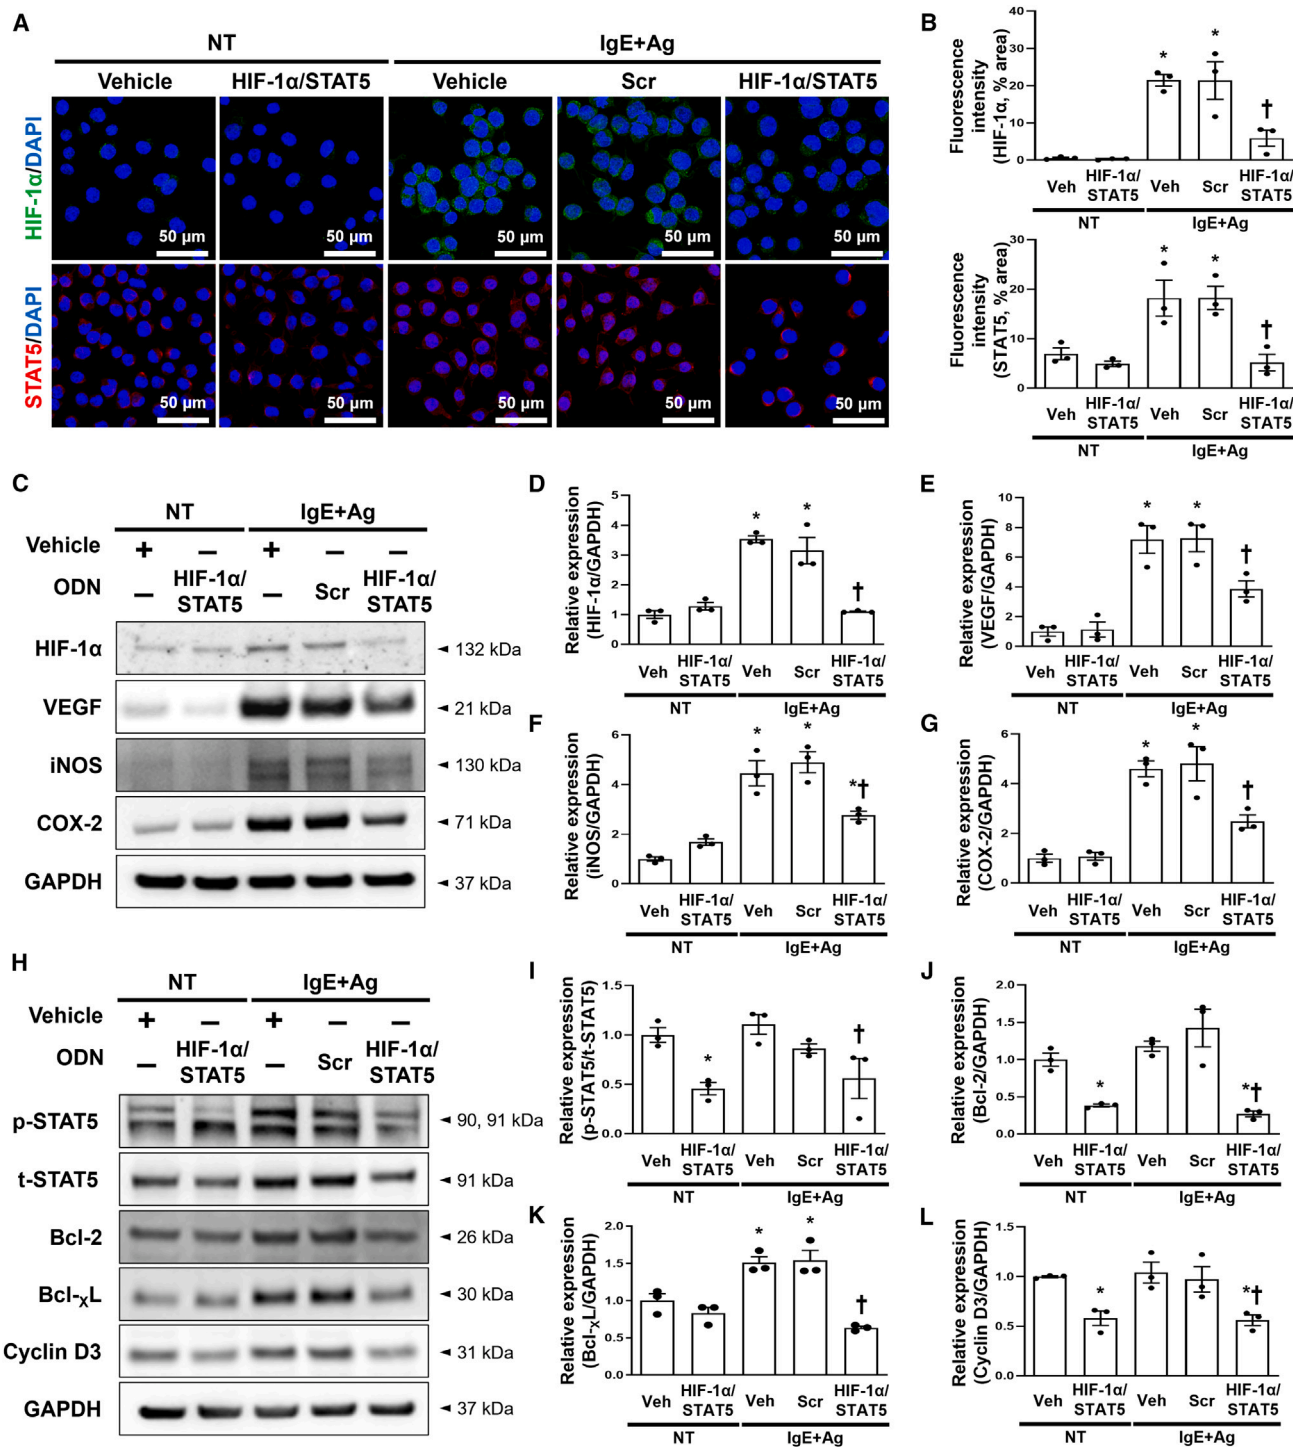 A
NT
IgE+Ag
Vehicle
HIF-1α/STAT5
Vehicle
Scr
HIF-1α/STAT5
HIF-1α/DAPI
50 µm
50 µm
50 µm
50 µm
50 µm
STAT5/DAPI
50 µm
50 µm
50 µm
50 µm
50 µm
B
Fluorescence
intensity
(HIF-1α, % area)
40
30
20
10
0
*
*
†
Veh
HIF-1α/
STAT5
Veh
Scr
HIF-1α/
STAT5
NT
IgE+Ag
Fluorescence
intensity
(STAT5, % area)
30
20
10
0
*
*
†
Veh
HIF-1α/
STAT5
Veh
Scr
HIF-1α/
STAT5
NT
IgE+Ag
C
NT
IgE+Ag
Vehicle
+
–
+
–
–
ODN
–
HIF-1α/
STAT5
–
Scr
HIF-1α/
STAT5
HIF-1α
132 kDa
VEGF
21 kDa
iNOS
130 kDa
COX-2
71 kDa
GAPDH
37 kDa
D
Relative expression
(HIF-1α/GAPDH)
5
4
3
2
1
0
*
*
†
Veh
HIF-1α/
STAT5
Veh
Scr
HIF-1α/
STAT5
NT
IgE+Ag
E
Relative expression
(VEGF/GAPDH)
10
8
6
4
2
0
*
*
†
Veh
HIF-1α/
STAT5
Veh
Scr
HIF-1α/
STAT5
NT
IgE+Ag
F
Relative expression
(iNOS/GAPDH)
6
4
2
0
*
*
*†
Veh
HIF-1α/
STAT5
Veh
Scr
HIF-1α/
STAT5
NT
IgE+Ag
G
Relative expression
(COX-2/GAPDH)
6
4
2
0
*
*
†
Veh
HIF-1α/
STAT5
Veh
Scr
HIF-1α/
STAT5
NT
IgE+Ag
H
NT
IgE+Ag
Vehicle
+
–
+
–
–
ODN
–
HIF-1α/
STAT5
–
Scr
HIF-1α/
STAT5
p-STAT5
90, 91 kDa
t-STAT5
91 kDa
Bcl-2
26 kDa
Bcl-χL
30 kDa
Cyclin D3
31 kDa
GAPDH
37 kDa
I
Relative expression
(p-STAT5/t-STAT5)
1.5
1.0
0.5
0.0
*
†
Veh
HIF-1α/
STAT5
Veh
Scr
HIF-1α/
STAT5
NT
IgE+Ag
J
Relative expression
(Bcl-2/GAPDH)
2.0
1.5
1.0
0.5
0.0
*
*†
Veh
HIF-1α/
STAT5
Veh
Scr
HIF-1α/
STAT5
NT
IgE+Ag
K
Relative expression
(Bcl-χL/GAPDH)
2.0
1.5
1.0
0.5
0.0
*
*
†
Veh
HIF-1α/
STAT5
Veh
Scr
HIF-1α/
STAT5
NT
IgE+Ag
L
Relative expression
(Cyclin D3/GAPDH)
1.5
1.0
0.5
0.0
*
*†
Veh
HIF-1α/
STAT5
Veh
Scr
HIF-1α/
STAT5
NT
IgE+Ag